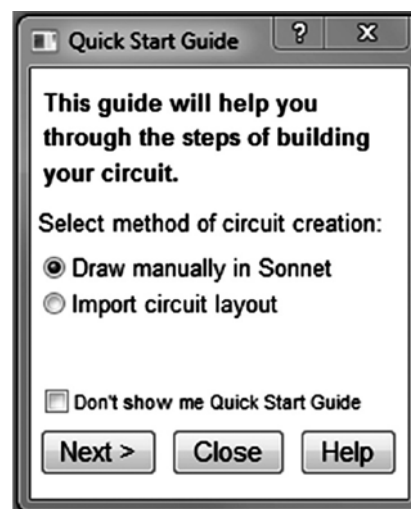 Quick Start Guide ? X
This guide will help you
through the steps of building
your circuit.
Select method of circuit creation:
Draw manually in Sonnet
Import circuit layout
Don't show me Quick Start Guide
Next > Close Help